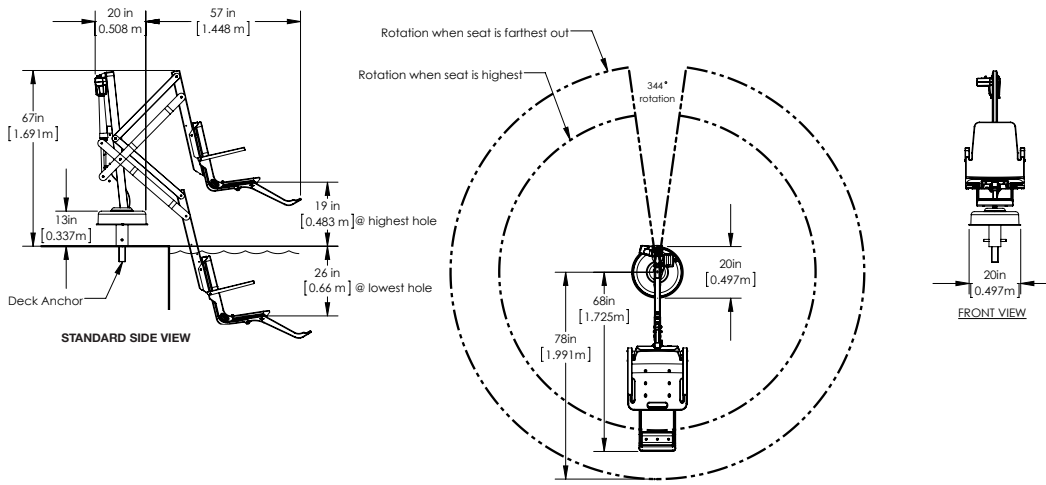 20 in
[0.508 m]
57 in
[1.448 m]
67in
[1.691m]
13in
[0.337m]
19 in
[0.483 m]@ highest hole
26 in
[0.66 m] @ lowest hole
Deck Anchor
STANDARD SIDE VIEW
Rotation when seat is farthest out
Rotation when seat is highest
344°
rotation
20in
[0.497m]
68in
[1.725m]
78in
[1.991m]
20in
[0.497m]
FRONT VIEW